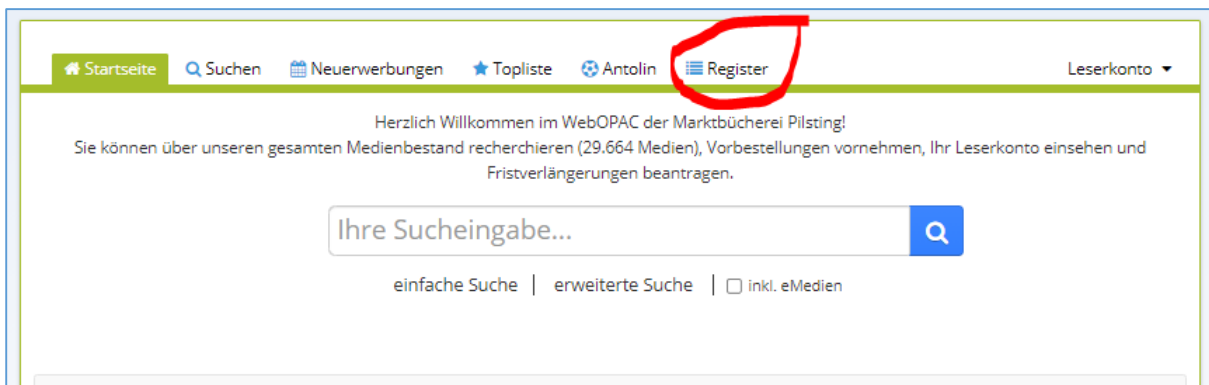 Startseite Suchen Neuerwerbungen Topliste Antolin Register Leserkonto
Herzlich Willkommen im WebOPAC der Marktbücherei Pilsting!
Sie können über unseren gesamten Medienbestand recherchieren (29.664 Medien), Vorbestellungen vornehmen, Ihr Leserkonto einsehen und
Fristverlängerungen beantragen.
Ihre Sucheingabe...
einfache Suche | erweiterte Suche | inkl. eMedien